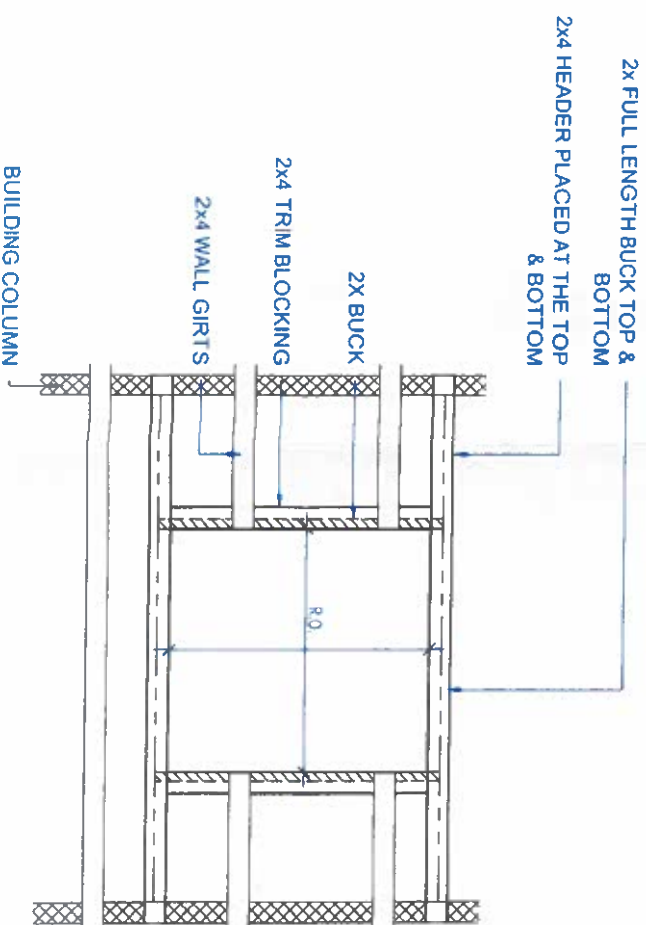 2x FULL LENGTH BUCK TOP &
BOTTOM
2x4 HEADER PLACED AT THE TOP
& BOTTOM
2X BUCK
2x4 TRIM BLOCKING
2x4 WALL GIRTS
BUILDING COLUMN
R.O.